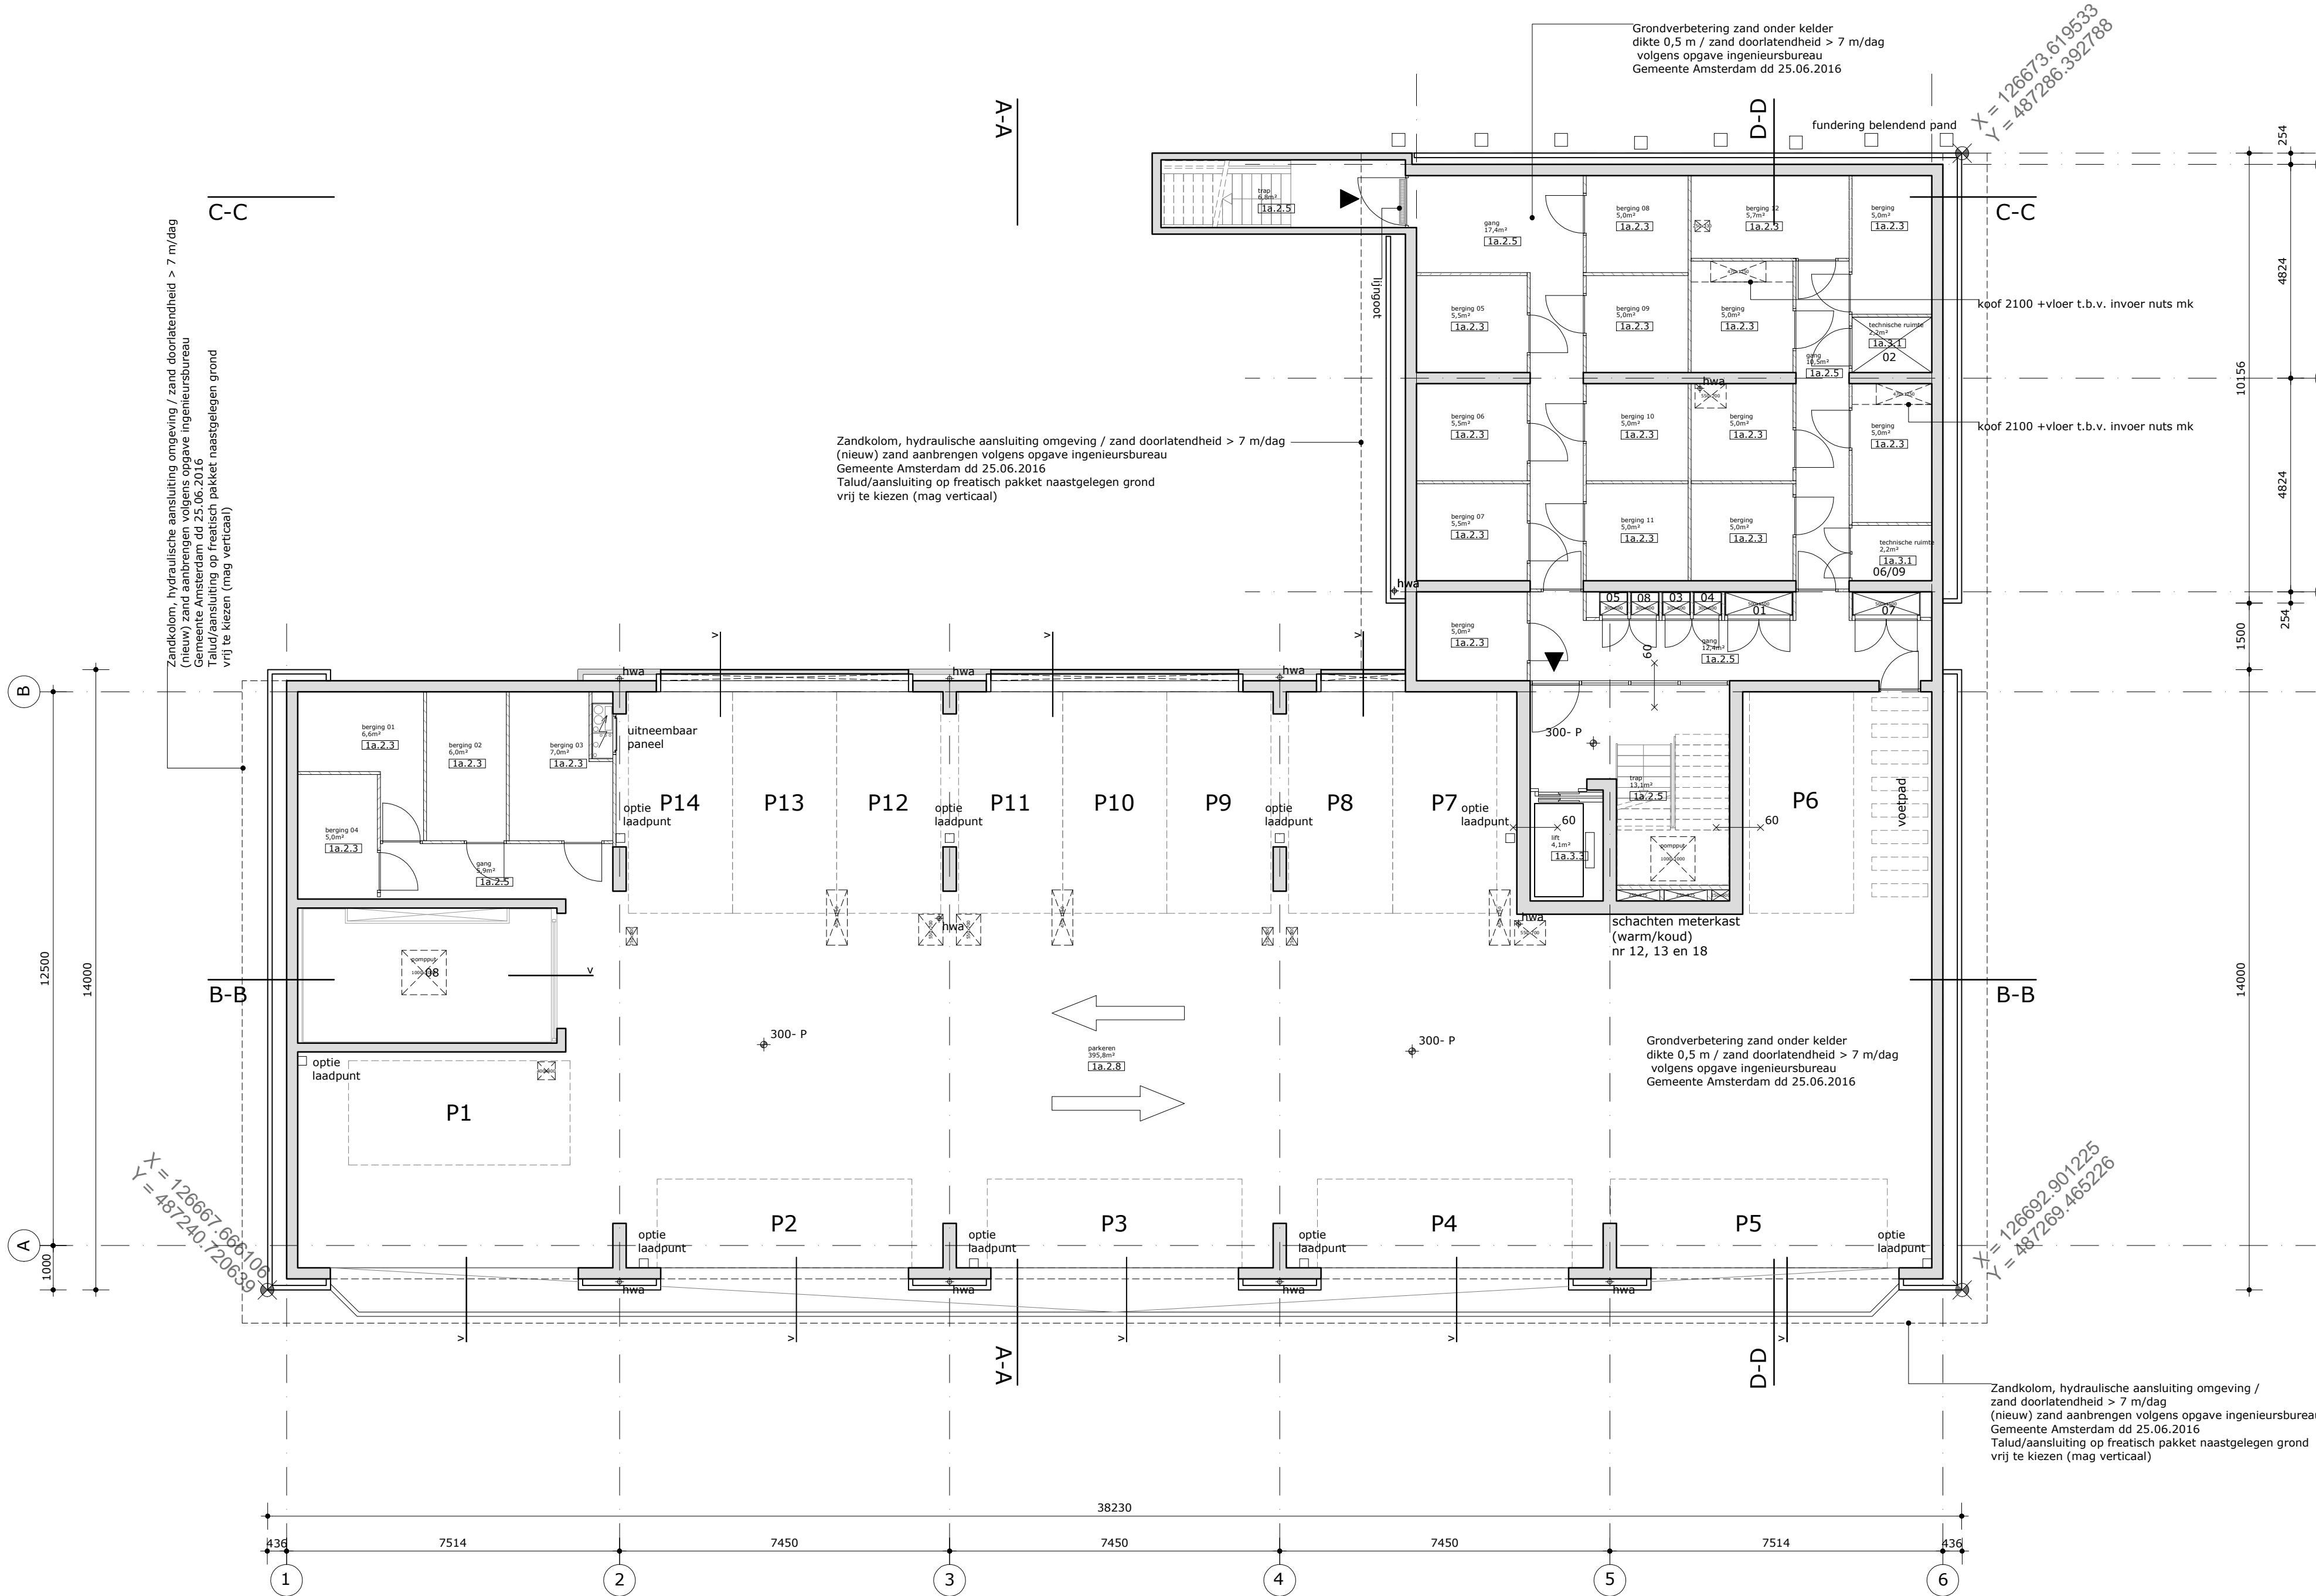 Grondverbetering zand onder kelder
dikte 0,5 m / zand doorlatendheid > 7 m/dag
volgens opgave ingenieursbureau
Gemeente Amsterdam dd 25.06.2016
X = 126673.619533
Y = 487286.392788
A-A
D-D
fundering belendend pand
254
C-C
C-C
trap
6,8m²
1a.2.5
gang
17,4m²
1a.2.5
berging 08
5,0m²
1a.2.3
berging 12
5,7m²
1a.2.3
berging
5,0m²
1a.2.3
4824
Zandkolom, hydraulische aansluiting omgeving / zand doorlatendheid > 7 m/dag
(nieuw) zand aanbrengen volgens opgave ingenieursbureau
Gemeente Amsterdam dd 25.06.2016
Talud/aansluiting op freatisch pakket naastgelegen grond
vrij te kiezen (mag verticaal)
lijngoot
koof 2100 +vloer t.b.v. invoer nuts mk
berging 05
5,5m²
1a.2.3
berging 09
5,0m²
1a.2.3
berging
5,0m²
1a.2.3
technische ruimte
2,2m²
1a.3.1
02
gang
10,5m²
1a.2.5
10156
hwa
koof 2100 +vloer t.b.v. invoer nuts mk
Zandkolom, hydraulische aansluiting omgeving / zand doorlatendheid > 7 m/dag
(nieuw) zand aanbrengen volgens opgave ingenieursbureau
Gemeente Amsterdam dd 25.06.2016
Talud/aansluiting op freatisch pakket naastgelegen grond
vrij te kiezen (mag verticaal)
berging 06
5,5m²
1a.2.3
berging 10
5,0m²
1a.2.3
berging
5,0m²
1a.2.3
berging
5,0m²
1a.2.3
4824
berging 07
5,5m²
1a.2.3
berging 11
5,0m²
1a.2.3
berging
5,0m²
1a.2.3
technische ruimte
2,2m²
1a.3.1
06/09
hwa
05
08
03
04
01
07
254
1500
berging
5,0m²
1a.2.3
gang
12,4m²
1a.2.5
60
B
hwa
hwa
hwa
berging 01
6,6m²
1a.2.3
berging 02
6,0m²
1a.2.3
berging 03
7,0m²
1a.2.3
uitneembaar
paneel
300- P
trap
13,1m²
1a.2.5
voetpad
P14
P13
P12
P11
P10
P9
P8
P7
P6
optie
laadpunt
optie
laadpunt
optie
laadpunt
optie
laadpunt
60
60
berging 04
5,0m²
1a.2.3
lift
4,1m²
1a.3.3
pompput
gang
5,9m²
1a.2.5
hwa
hwa
schachten meterkast
(warm/koud)
nr 12, 13 en 18
pompput
08
12500
14000
14000
B-B
B-B
300- P
300- P
parkeren
395,8m²
1a.2.8
Grondverbetering zand onder kelder
dikte 0,5 m / zand doorlatendheid > 7 m/dag
volgens opgave ingenieursbureau
Gemeente Amsterdam dd 25.06.2016
optie
laadpunt
P1
P2
P3
P4
P5
optie
laadpunt
optie
laadpunt
optie
laadpunt
optie
laadpunt
A
1000
X = 126667.666106
Y = 487240.720639
X = 126692.901225
Y = 487269.465226
hwa
hwa
hwa
hwa
A-A
D-D
Zandkolom, hydraulische aansluiting omgeving /
zand doorlatendheid > 7 m/dag
(nieuw) zand aanbrengen volgens opgave ingenieursbureau
Gemeente Amsterdam dd 25.06.2016
Talud/aansluiting op freatisch pakket naastgelegen grond
vrij te kiezen (mag verticaal)
38230
436
7514
7450
7450
7450
7514
436
1
2
3
4
5
6